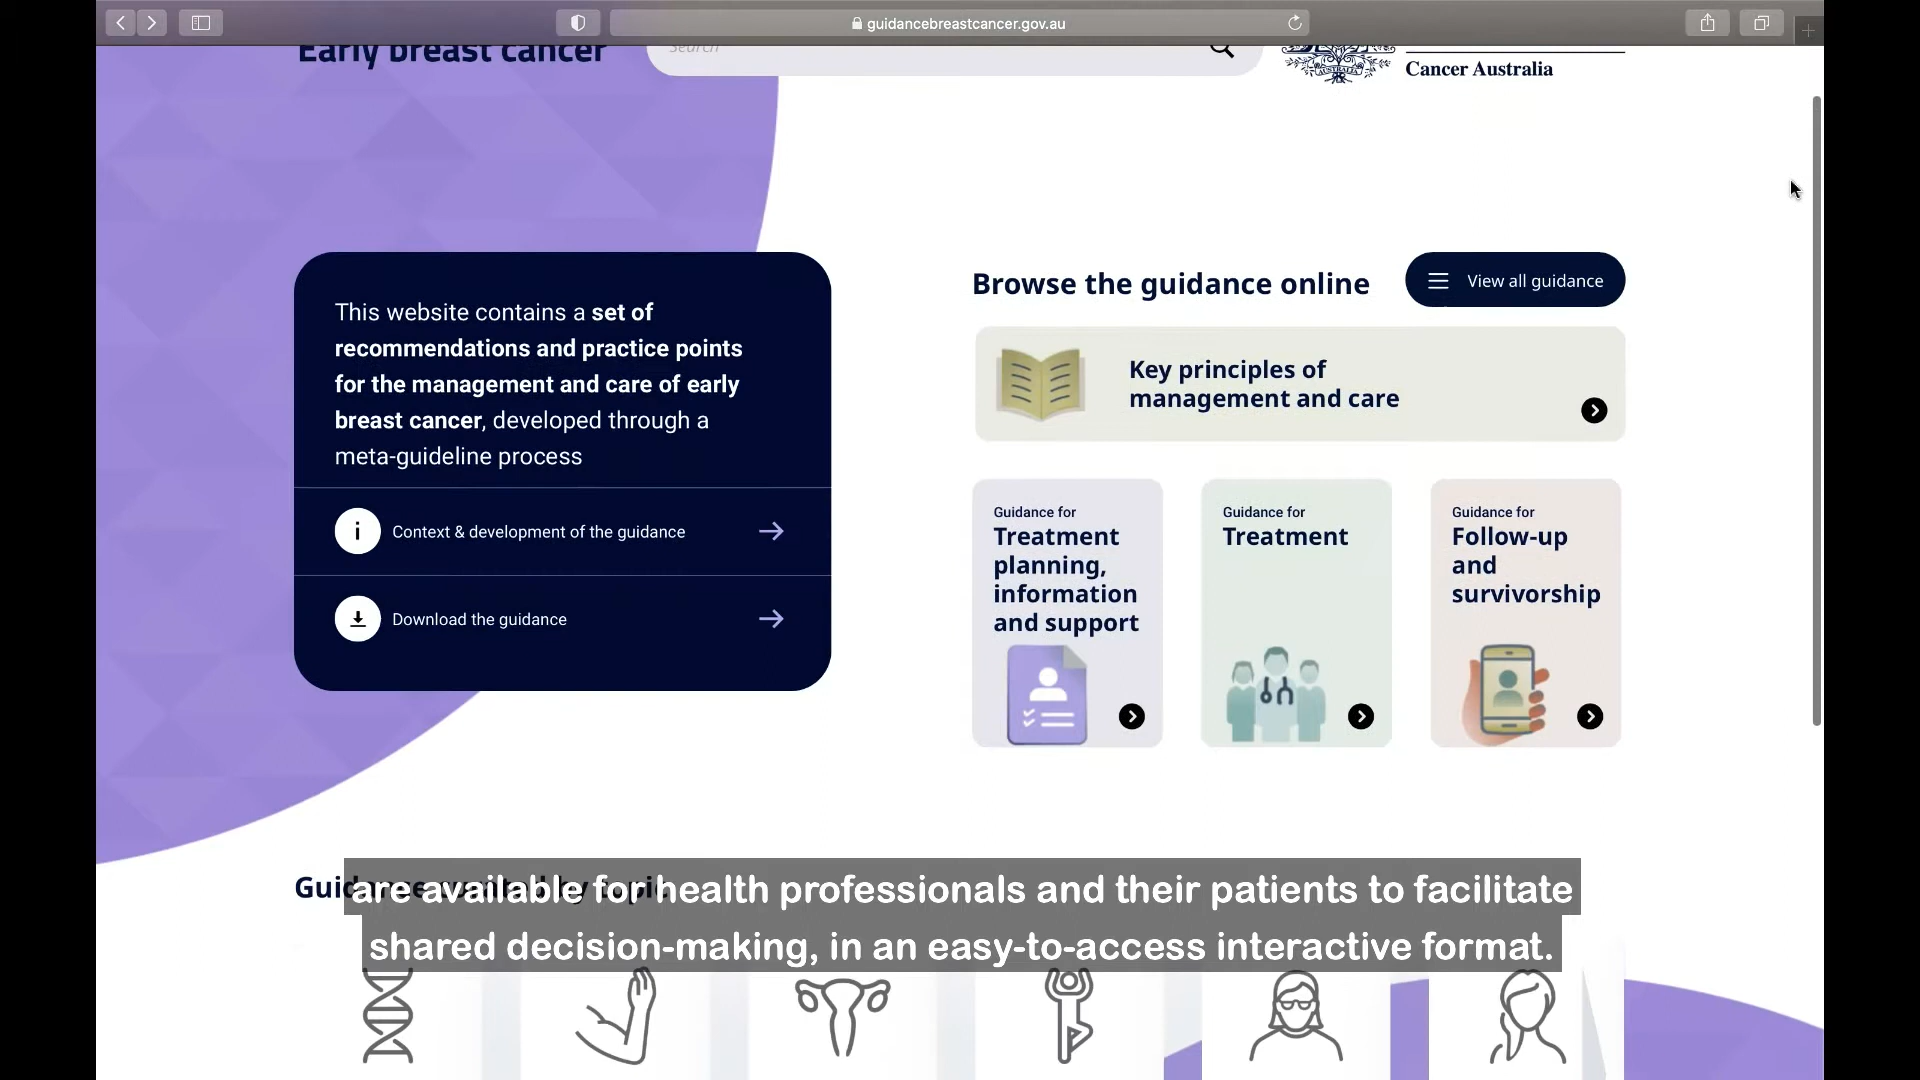 guidancebreastcancer.gov.au
Early breast cancer
Search
AUSTRALIA
Cancer Australia
This website contains a set of
recommendations and practice points
for the management and care of early
breast cancer, developed through a
meta-guideline process
Context & development of the guidance
Download the guidance
Browse the guidance online
View all guidance
Key principles of
management and care
Guidance for
Treatment
planning,
information
and support
Guidance for
Treatment
Guidance for
Follow-up
and
survivorship
are available for health professionals and their patients to facilitate
shared decision-making, in an easy-to-access interactive format.